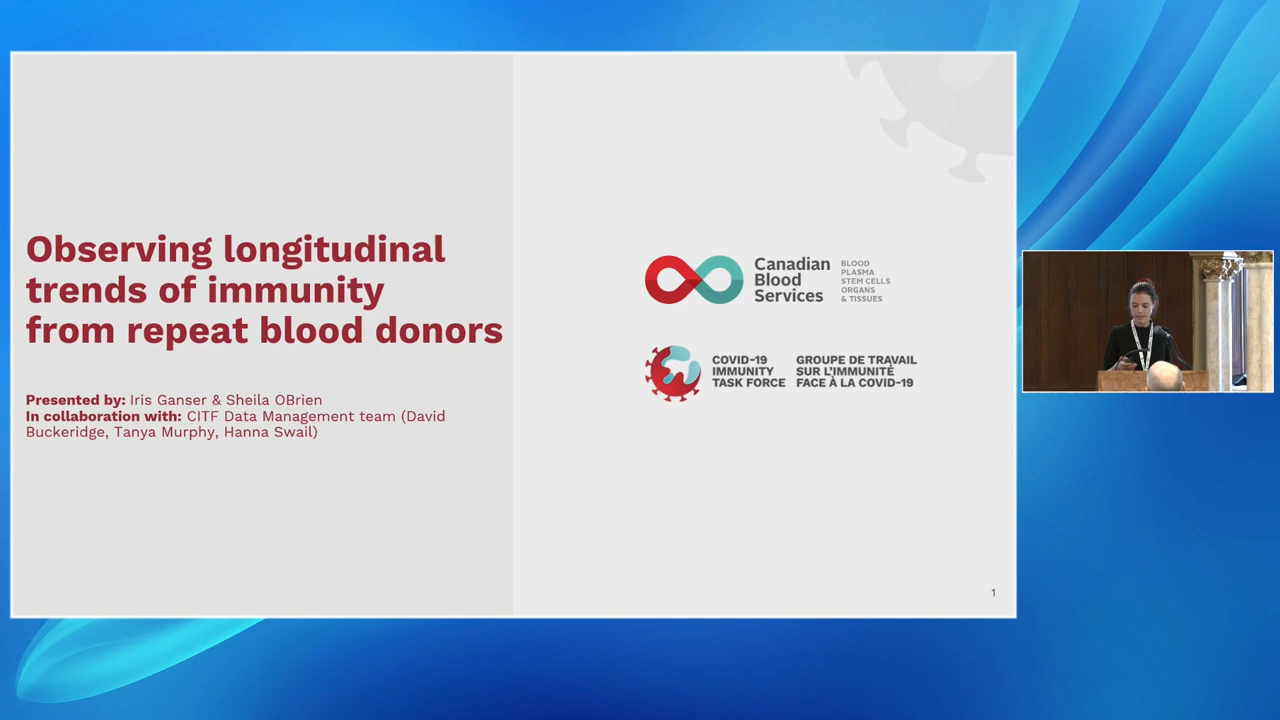 Observing longitudinal
trends of immunity
from repeat blood donors
Presented by: Iris Ganser & Sheila OBrien
In collaboration with: CITF Data Management team (David
Buckeridge, Tanya Murphy, Hanna Swail)
Canadian
Blood
Services
BLOOD
PLASMA
STEM CELLS
ORGANS
& TISSUES
COVID-19
IMMUNITY
TASK FORCE
GROUPE DE TRAVAIL
SUR L'IMMUNITÉ
FACE À LA COVID-19
1